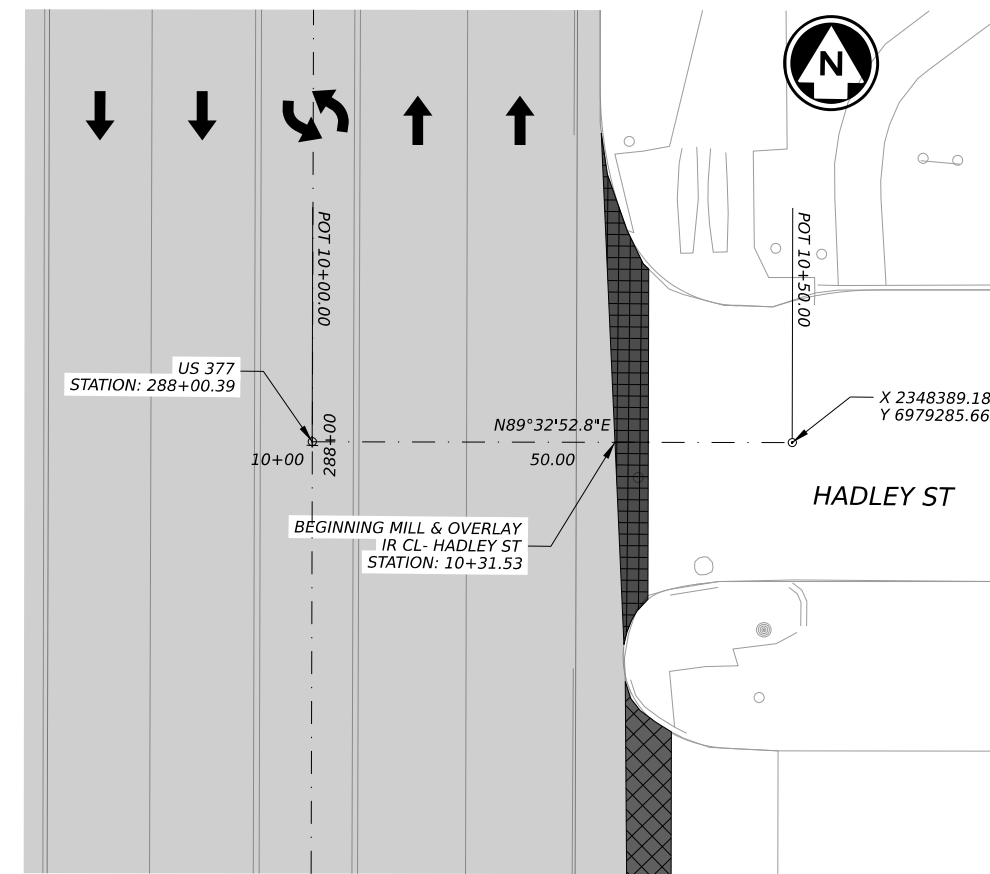 N
POT 10+00.00
POT 10+50.00
US 377
STATION: 288+00.39
X 2348389.18
Y 6979285.66
N89°32'52.8"E
288+00
10+00
50.00
HADLEY ST
BEGINNING MILL & OVERLAY
IR CL- HADLEY ST
STATION: 10+31.53